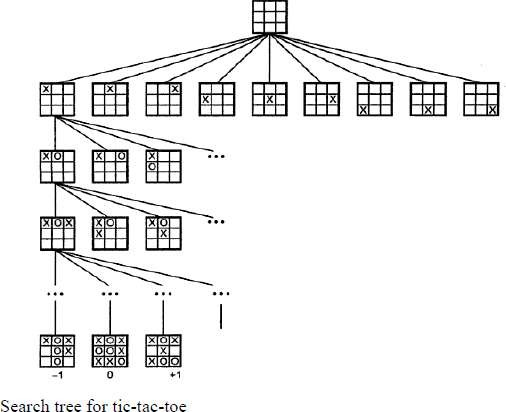 X X X
X X X
X X X
X O X O X
O
...
X O X X O X O
X X
...
... ... ... ...
X O X X O X X O X
O X O O X X
O X X O X O O
−1 0 +1
Search tree for tic-tac-toe